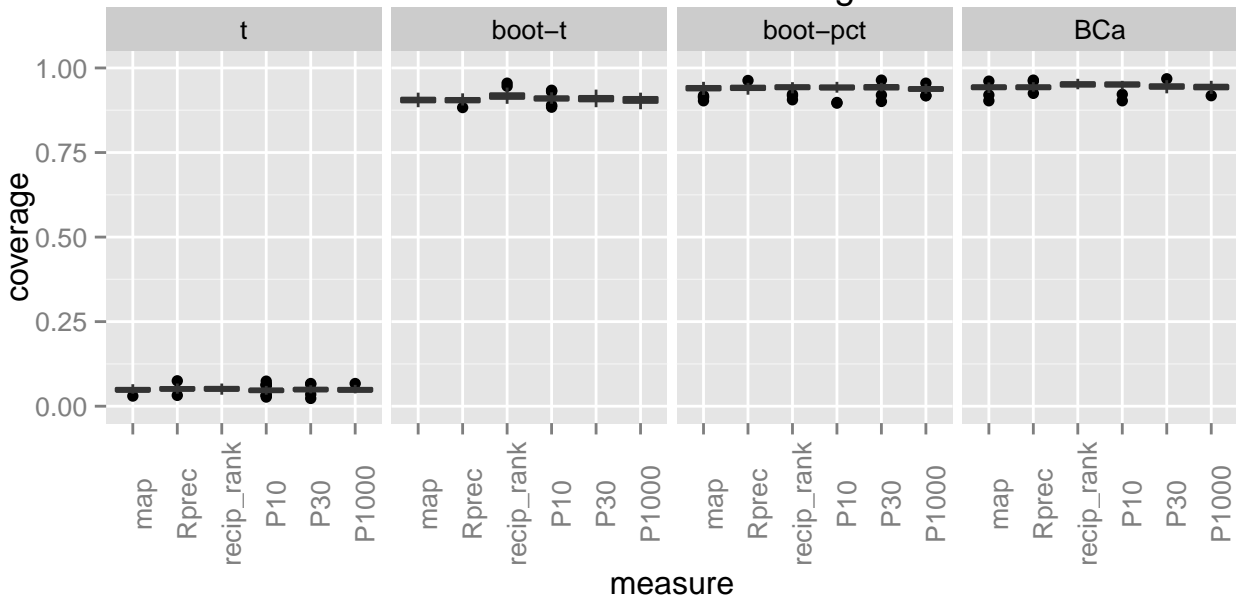 t boot-t boot-pct BCa
1.00
0.75
0.50
0.25
0.00
coverage
map Rprec recip_rank P10 P30 P1000 map Rprec recip_rank P10 P30 P1000 map Rprec recip_rank P10 P30 P1000 map Rprec recip_rank P10 P30 P1000
measure